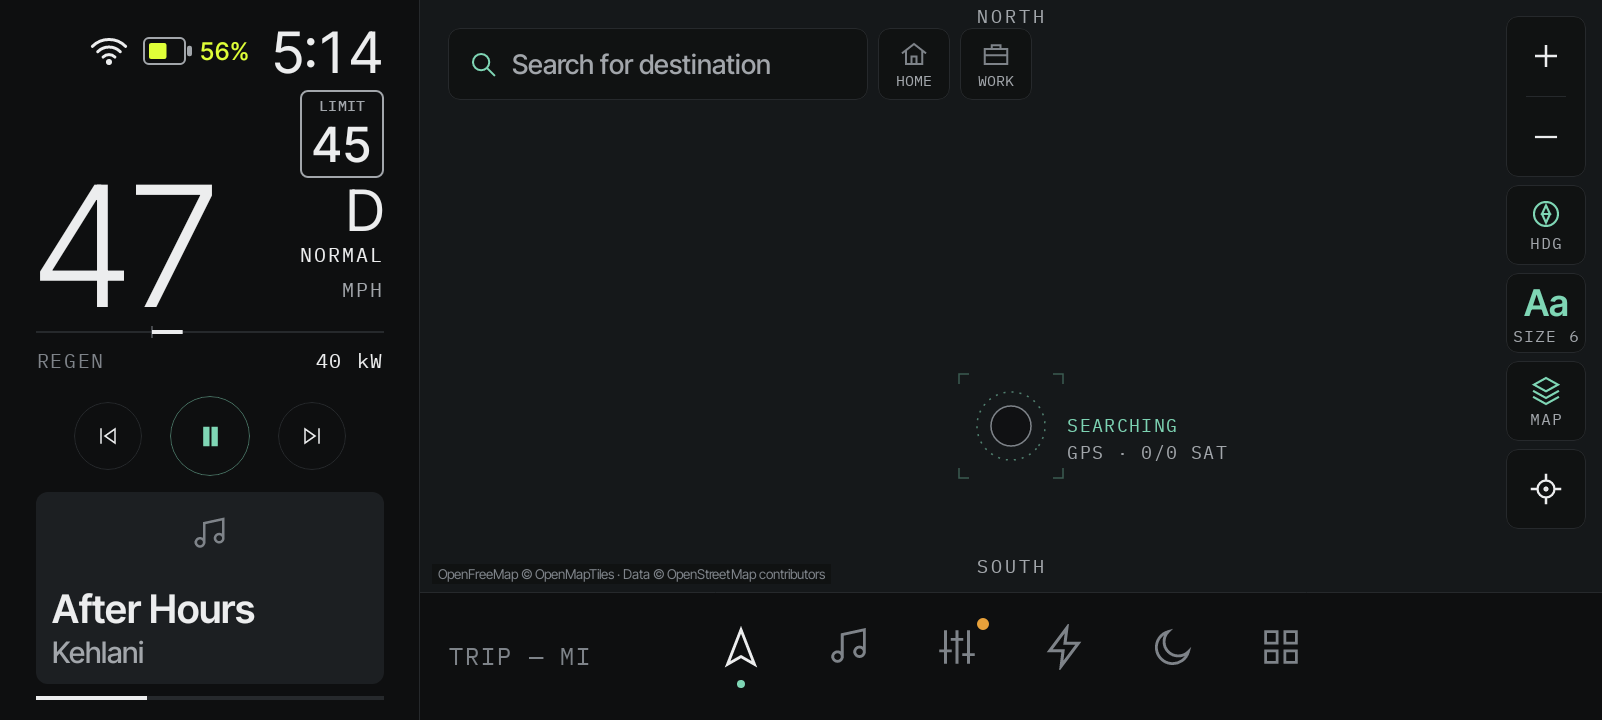 56%
5:14
LIMIT
45
47
D
NORMAL
MPH
REGEN
40 kW
After Hours
Kehlani
NORTH
Search for destination
HOME
WORK
HDG
Aa
SIZE 6
MAP
SEARCHING
GPS · 0/0 SAT
SOUTH
OpenFreeMap © OpenMapTiles · Data © OpenStreetMap contributors
TRIP — MI